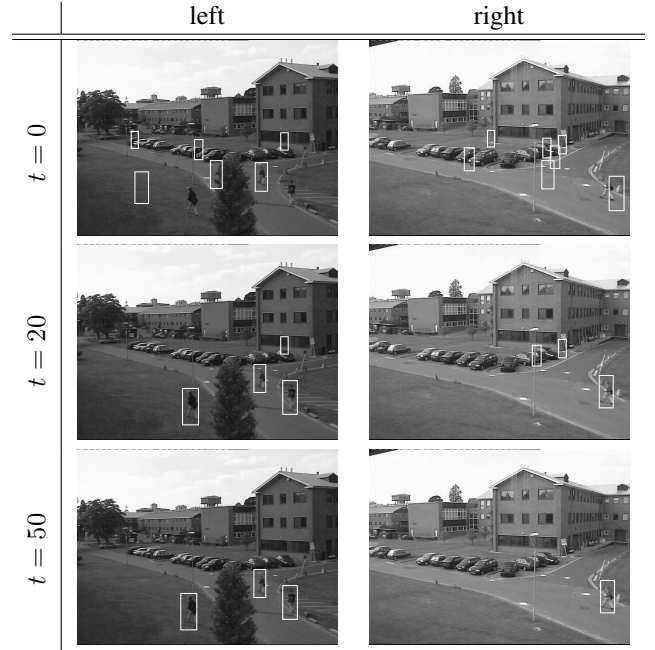 left right
t = 0
t = 20
t = 50